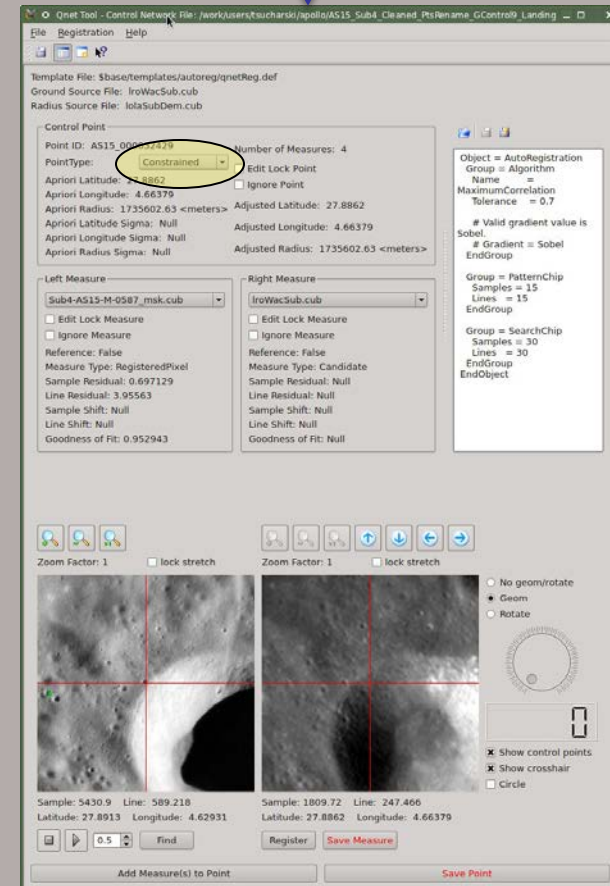 Qnet Tool - Control Network File: /work/users/tsucharski/apollo/AS15_Sub4_Cleaned_PtsRename_GControl9_Landing
File Registration Help
Template File: $base/templates/autoreg/qnetReg.def
Ground Source File: lroWacSub.cub
Radius Source File: lolaSubDem.cub
Control Point
Point ID: AS15_000032429
Number of Measures: 4
PointType: Constrained
Edit Lock Point
Apriori Latitude: 27.8862
Ignore Point
Apriori Longitude: 4.66379
Apriori Radius: 1735602.63 <meters>
Adjusted Latitude: 27.8862
Apriori Latitude Sigma: Null
Adjusted Longitude: 4.66379
Apriori Longitude Sigma: Null
Apriori Radius Sigma: Null
Adjusted Radius: 1735602.63 <meters>
Left Measure
Sub4-AS15-M-0587_msk.cub
Edit Lock Measure
Ignore Measure
Reference: False
Measure Type: RegisteredPixel
Sample Residual: 0.697129
Line Residual: 3.95563
Sample Shift: Null
Line Shift: Null
Goodness of Fit: 0.952943
Right Measure
lroWacSub.cub
Edit Lock Measure
Ignore Measure
Reference: False
Measure Type: Candidate
Sample Residual: Null
Line Residual: Null
Sample Shift: Null
Line Shift: Null
Goodness of Fit: Null
Object = AutoRegistration
Group = Algorithm
Name =
MaximumCorrelation
Tolerance = 0.7
# Valid gradient value is
Sobel.
# Gradient = Sobel
EndGroup
Group = PatternChip
Samples = 15
Lines = 15
EndGroup
Group = SearchChip
Samples = 30
Lines = 30
EndGroup
EndObject
Zoom Factor: 1 lock stretch
Zoom Factor: 1 lock stretch
No geom/rotate
Geom
Rotate
0
Show control points
Show crosshair
Circle
Sample: 5430.9 Line: 589.218
Latitude: 27.8913 Longitude: 4.62931
Sample: 1809.72 Line: 247.466
Latitude: 27.8862 Longitude: 4.66379
0.5 Find
Register Save Measure
Add Measure(s) to Point
Save Point